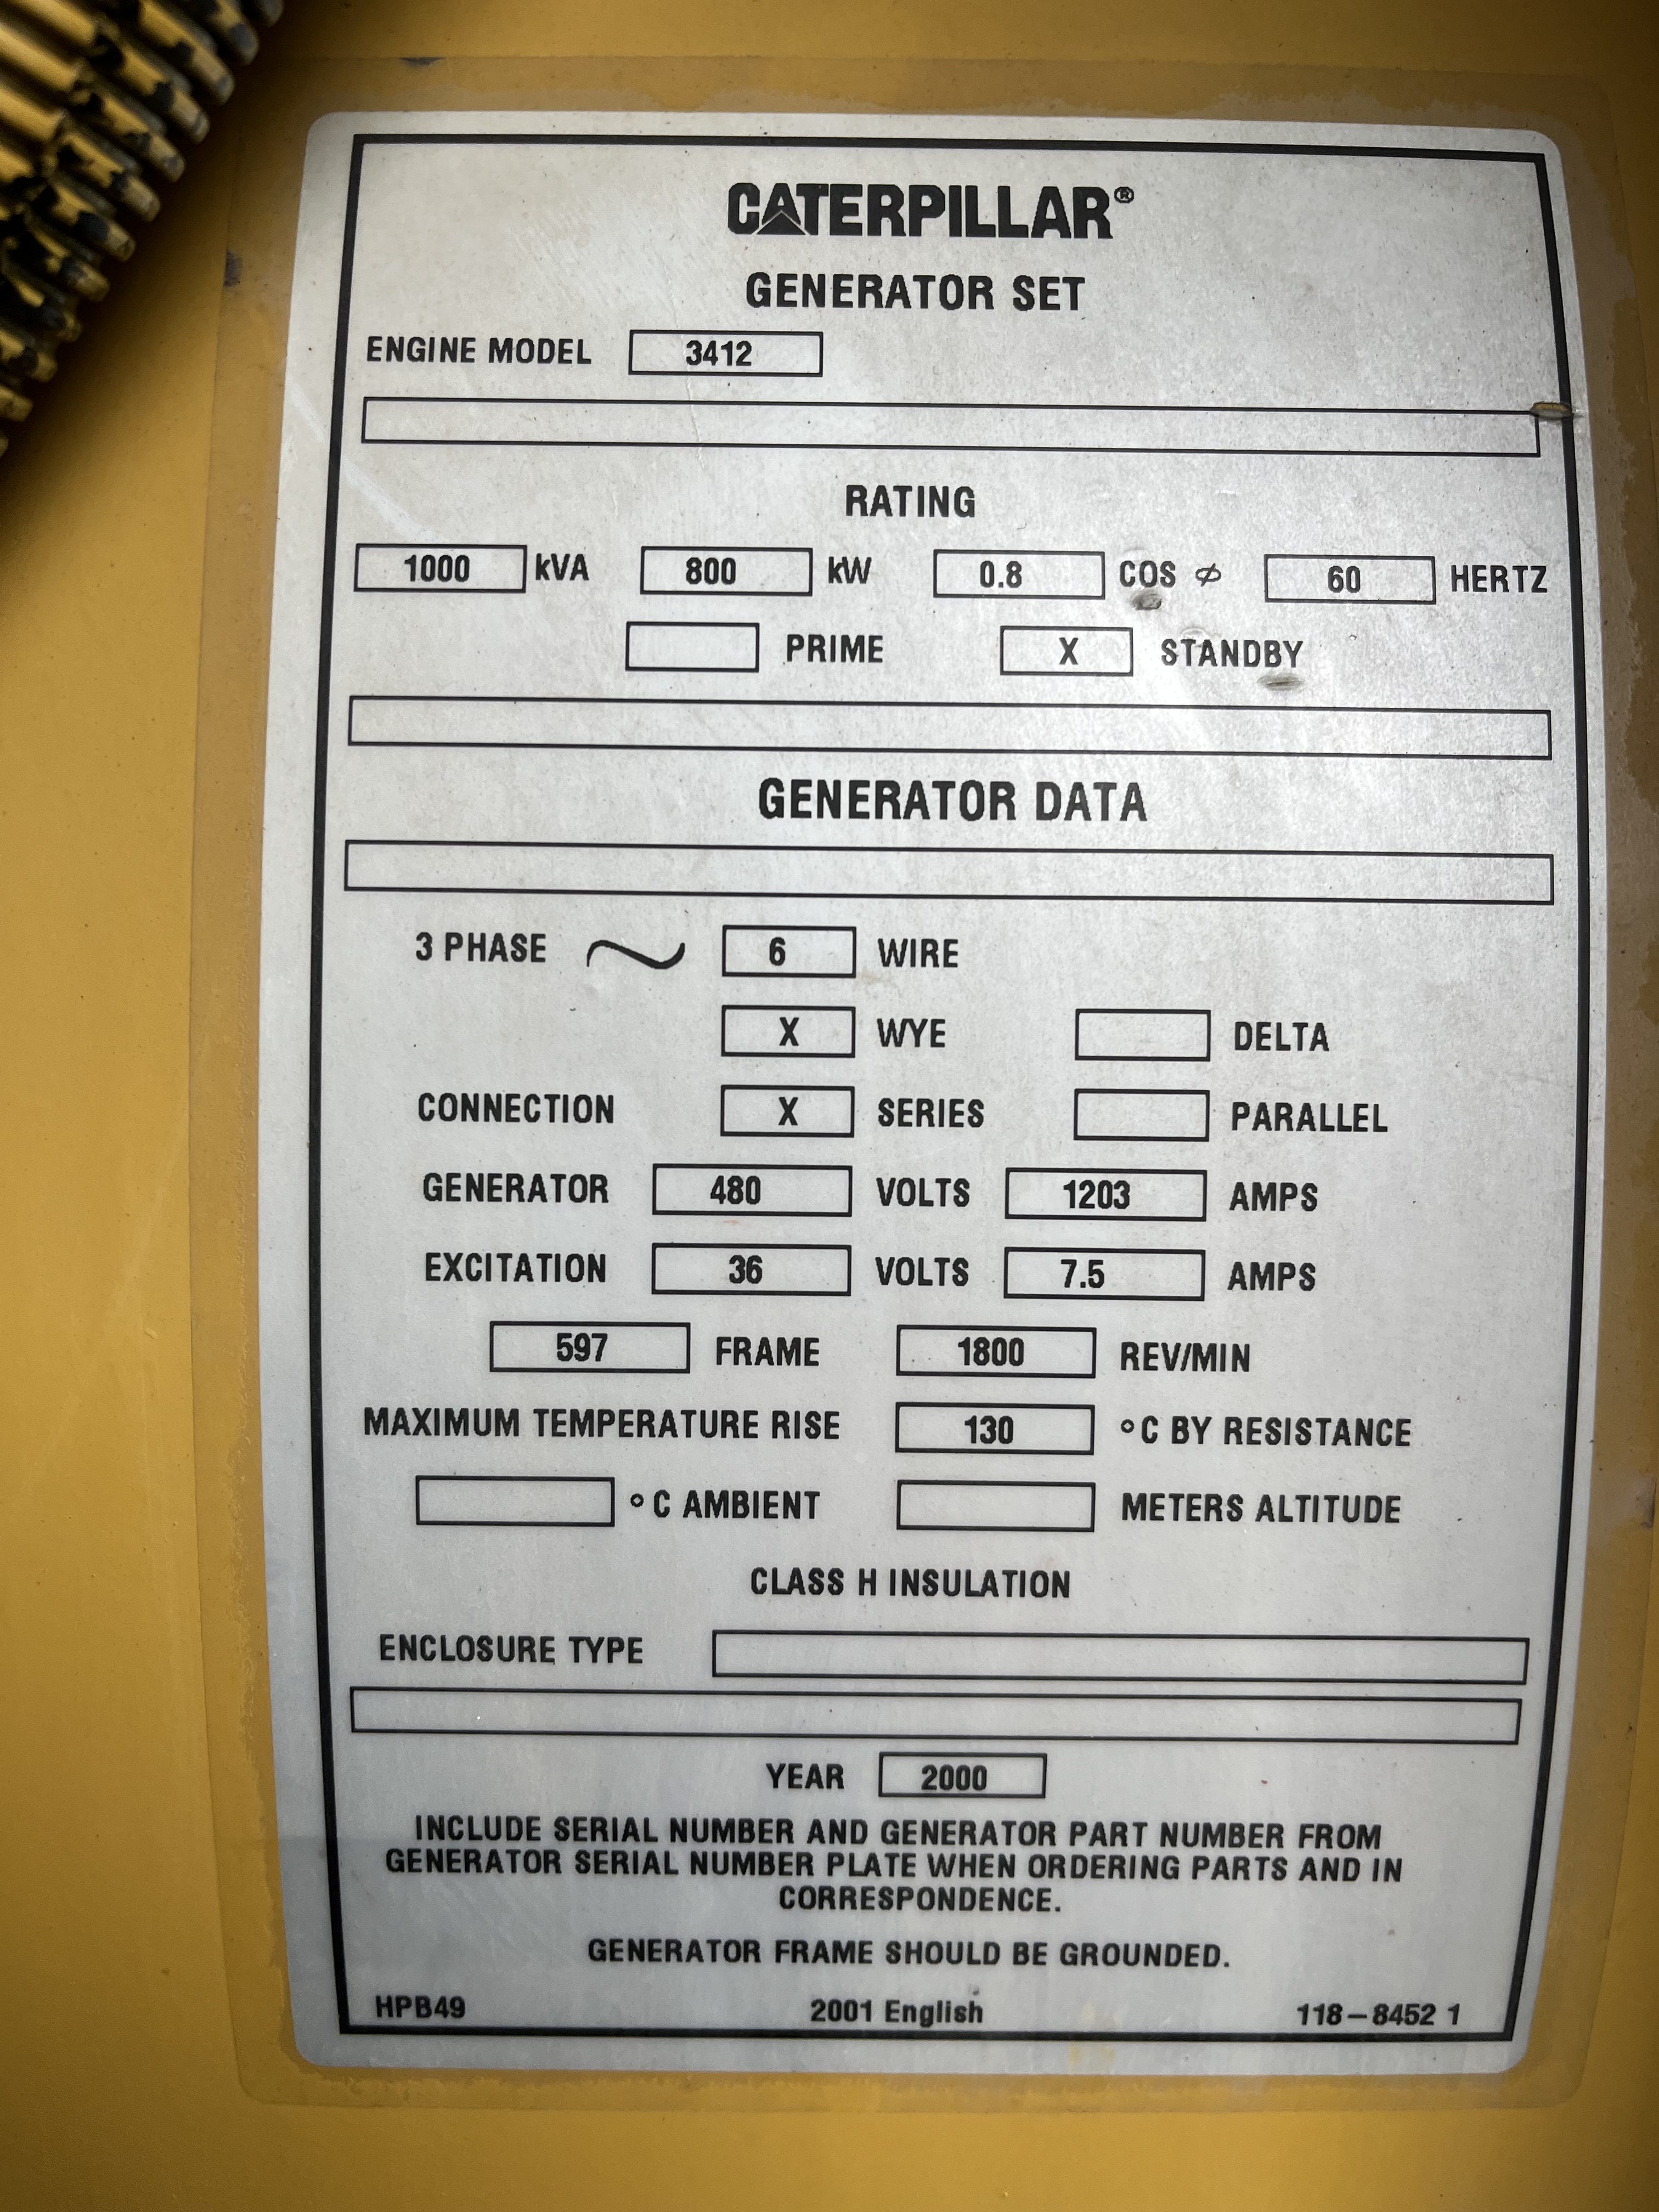 CATERPILLAR®
GENERATOR SET
ENGINE MODEL 3412
RATING
1000 kVA 800 kW 0.8 COS ⌀ 60 HERTZ
PRIME X STANDBY
GENERATOR DATA
3 PHASE ~ 6 WIRE
X WYE DELTA
CONNECTION X SERIES PARALLEL
GENERATOR 480 VOLTS 1203 AMPS
EXCITATION 36 VOLTS 7.5 AMPS
597 FRAME 1800 REV/MIN
MAXIMUM TEMPERATURE RISE 130 °C BY RESISTANCE
°C AMBIENT METERS ALTITUDE
CLASS H INSULATION
ENCLOSURE TYPE
YEAR 2000
INCLUDE SERIAL NUMBER AND GENERATOR PART NUMBER FROM
GENERATOR SERIAL NUMBER PLATE WHEN ORDERING PARTS AND IN
CORRESPONDENCE.
GENERATOR FRAME SHOULD BE GROUNDED.
HPB49 2001 English 118-8452 1